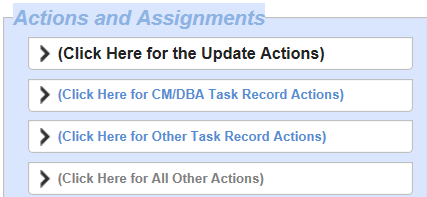 Actions and Assignments
(Click Here for the Update Actions)
(Click Here for CM/DBA Task Record Actions)
(Click Here for Other Task Record Actions)
(Click Here for All Other Actions)